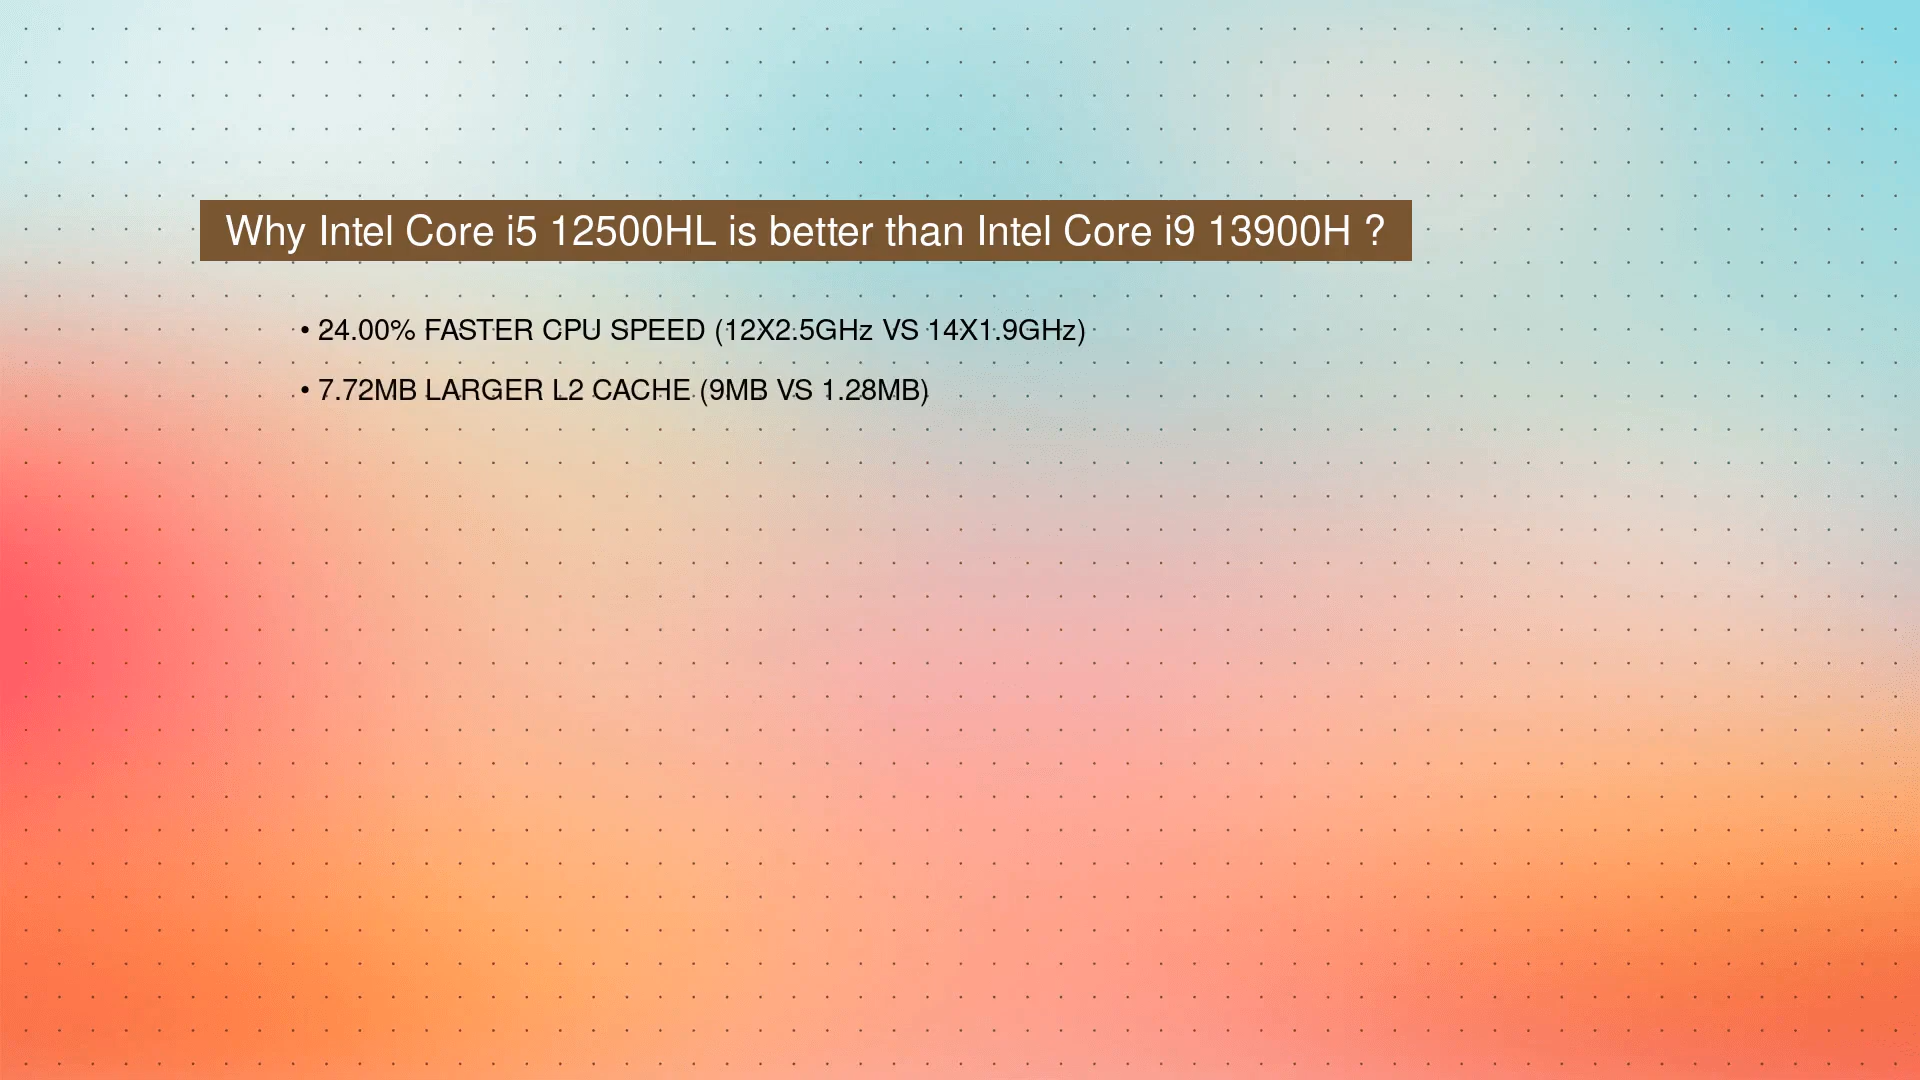 Why Intel Core i5 12500HL is better than Intel Core i9 13900H ?
• 24.00% FASTER CPU SPEED (12X2.5GHz VS 14X1.9GHz)
• 7.72MB LARGER L2 CACHE (9MB VS 1.28MB)